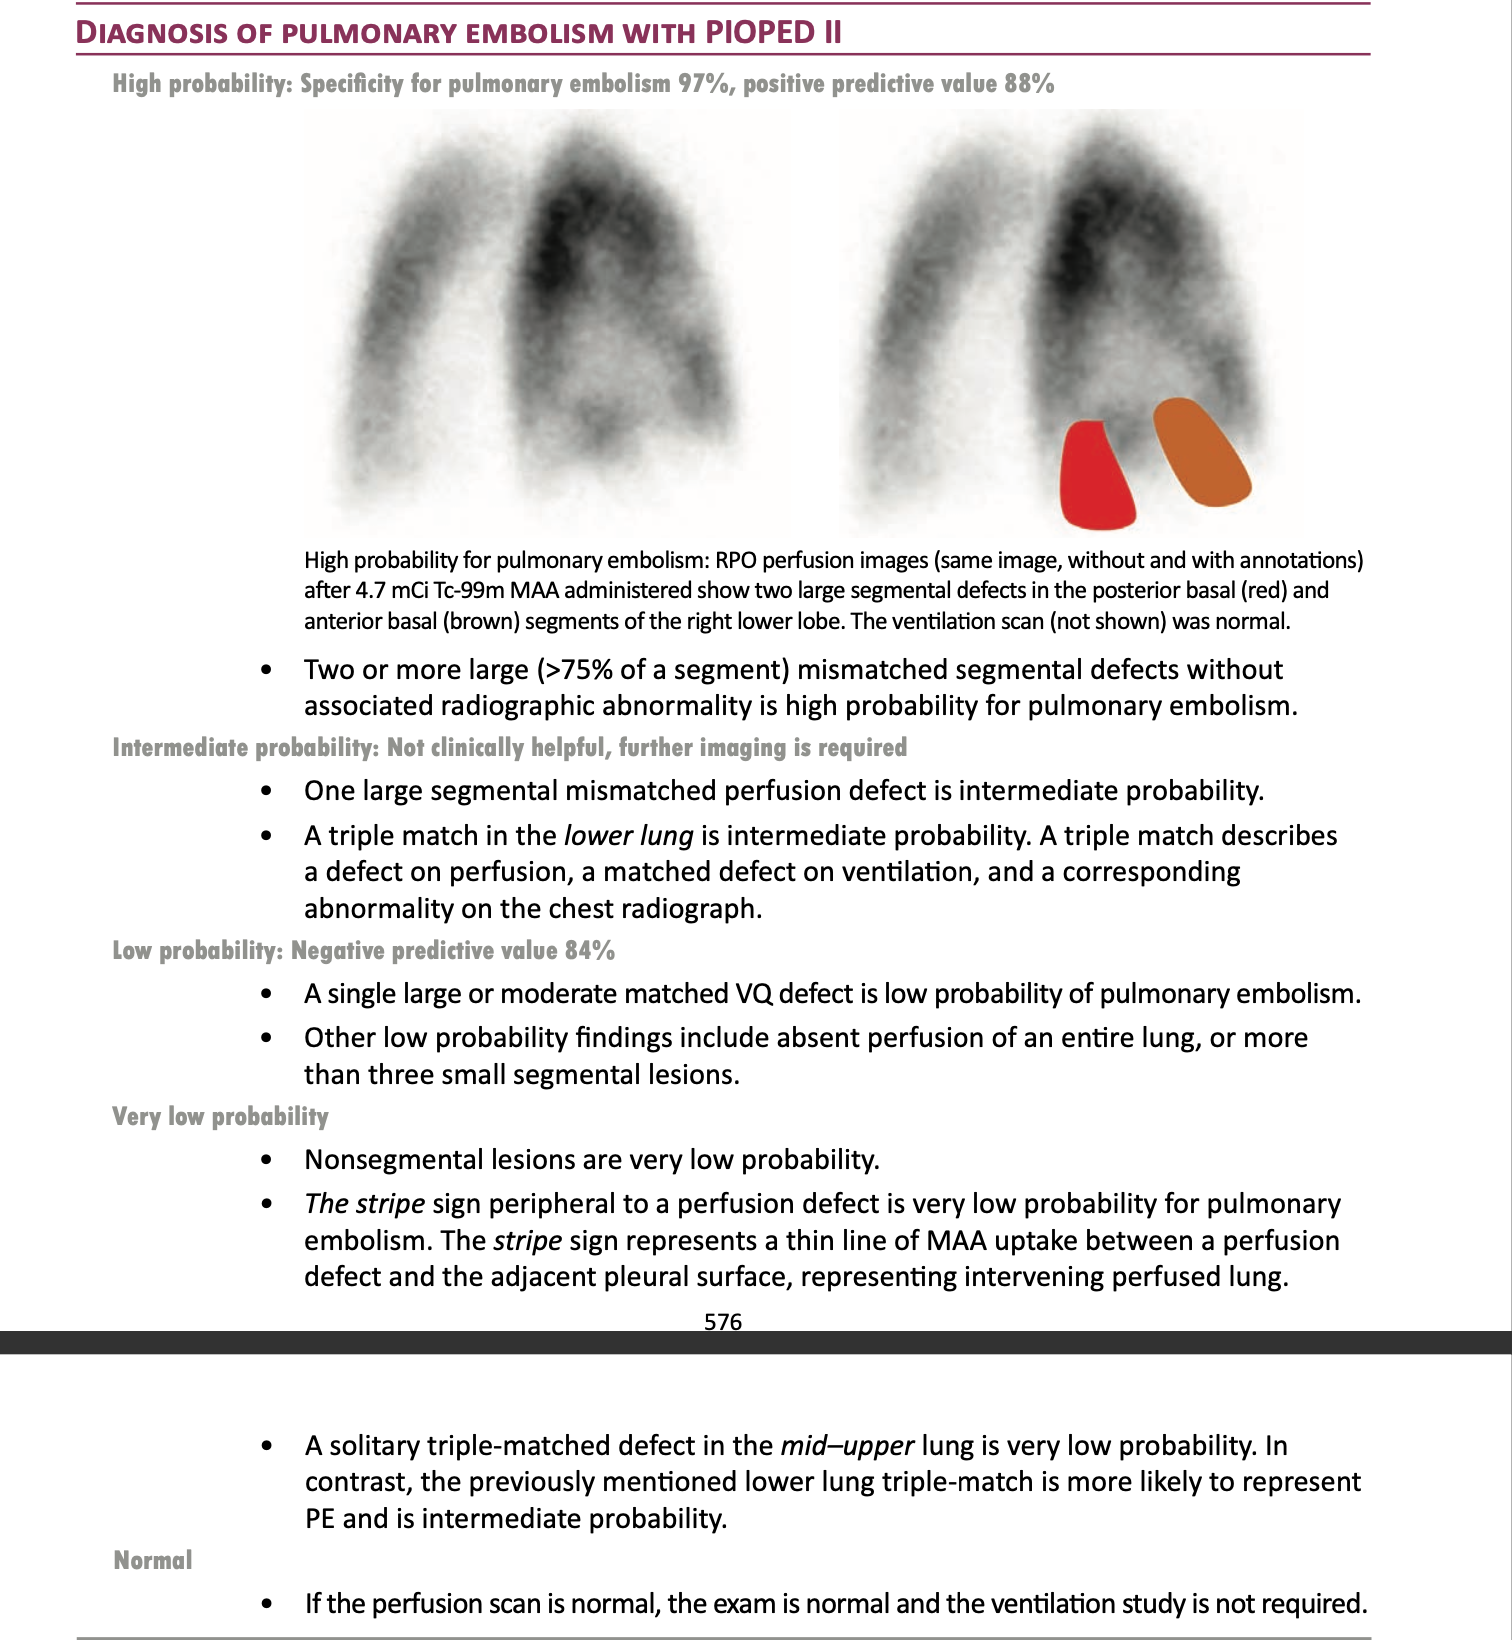 DIAGNOSIS OF PULMONARY EMBOLISM WITH PIOPED II
High probability: Specificity for pulmonary embolism 97%, positive predictive value 88%
High probability for pulmonary embolism: RPO perfusion images (same image, without and with annotations)
after 4.7 mCi Tc-99m MAA administered show two large segmental defects in the posterior basal (red) and
anterior basal (brown) segments of the right lower lobe. The ventilation scan (not shown) was normal.
• Two or more large (>75% of a segment) mismatched segmental defects without
associated radiographic abnormality is high probability for pulmonary embolism.
Intermediate probability: Not clinically helpful, further imaging is required
• One large segmental mismatched perfusion defect is intermediate probability.
• A triple match in the lower lung is intermediate probability. A triple match describes
a defect on perfusion, a matched defect on ventilation, and a corresponding
abnormality on the chest radiograph.
Low probability: Negative predictive value 84%
• A single large or moderate matched VQ defect is low probability of pulmonary embolism.
• Other low probability findings include absent perfusion of an entire lung, or more
than three small segmental lesions.
Very low probability
• Nonsegmental lesions are very low probability.
• The stripe sign peripheral to a perfusion defect is very low probability for pulmonary
embolism. The stripe sign represents a thin line of MAA uptake between a perfusion
defect and the adjacent pleural surface, representing intervening perfused lung.
576
• A solitary triple-matched defect in the mid–upper lung is very low probability. In
contrast, the previously mentioned lower lung triple-match is more likely to represent
PE and is intermediate probability.
Normal
• If the perfusion scan is normal, the exam is normal and the ventilation study is not required.